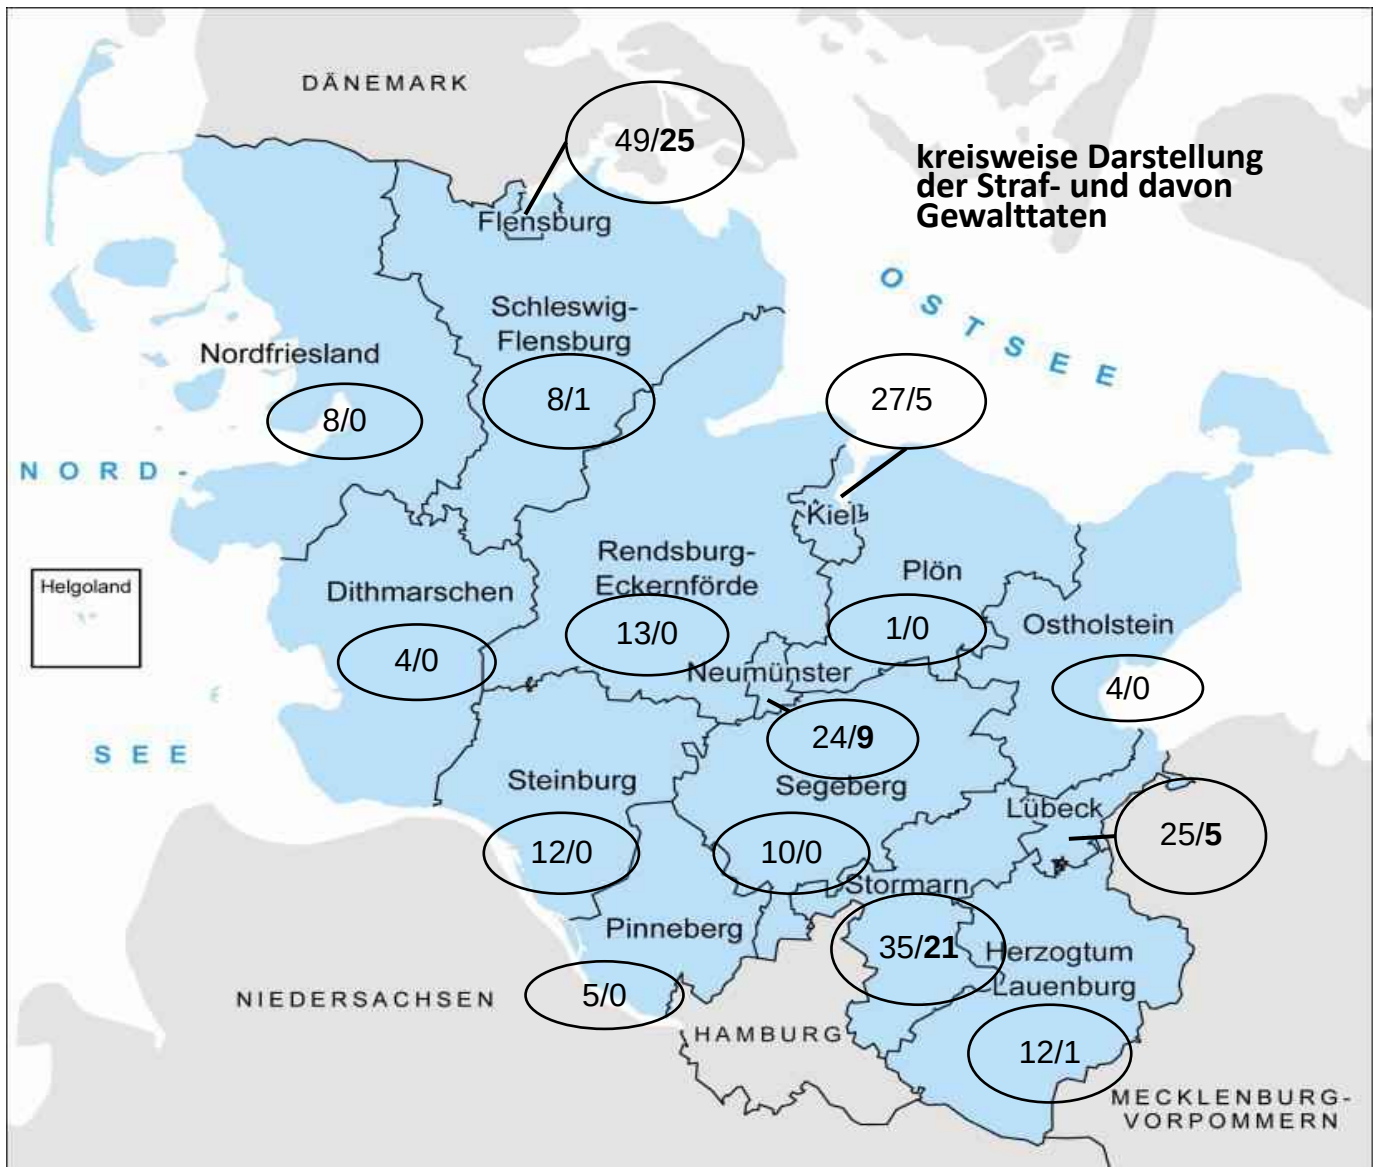 DÄNEMARK
49/25
kreisweise Darstellung
der Straf- und davon
Gewalttaten
Flensburg
OSTSEE
Schleswig-
Flensburg
Nordfriesland
8/1
27/5
8/0
NORD-
Kiel
Rendsburg-
Eckernförde
Plön
Helgoland
Dithmarschen
Ostholstein
13/0
1/0
4/0
Neumünster
4/0
24/9
SEE
Steinburg
Segeberg
Lübeck
25/5
12/0
10/0
Stormarn
Pinneberg
35/21
Herzogtum
Lauenburg
5/0
NIEDERSACHSEN
HAMBURG
12/1
MECKLENBURG-
VORPOMMERN